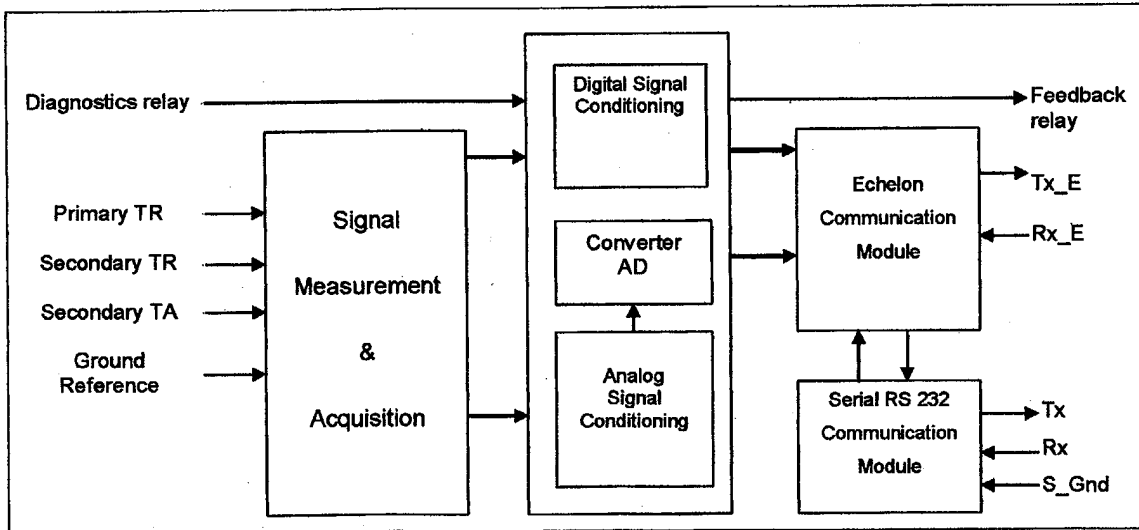 Diagnostics relay
Primary TR
Secondary TR
Secondary TA
Ground
Reference
Signal
Measurement
&
Acquisition
Digital Signal
Conditioning
Converter
AD
Analog
Signal
Conditioning
Echelon
Communication
Module
Serial RS 232
Communication
Module
Feedback
relay
Tx_E
Rx_E
Tx
Rx
S_Gnd